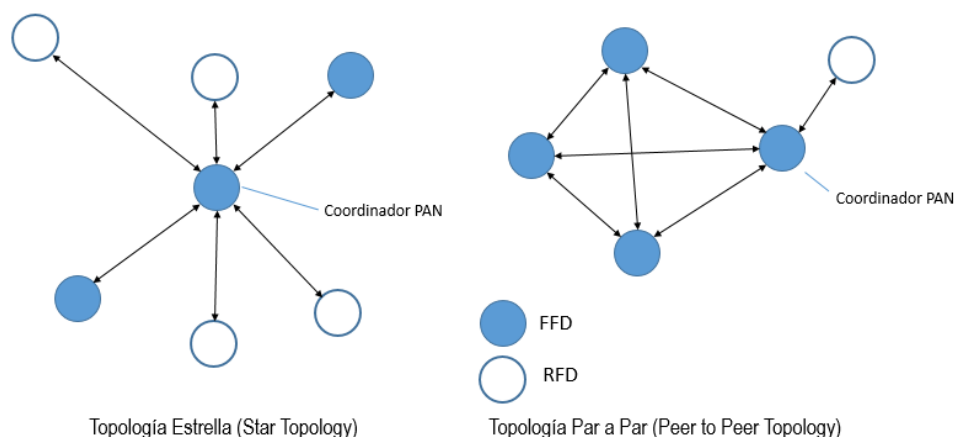 Coordinador PAN
Coordinador PAN
FFD
RFD
Topología Estrella (Star Topology)
Topología Par a Par (Peer to Peer Topology)